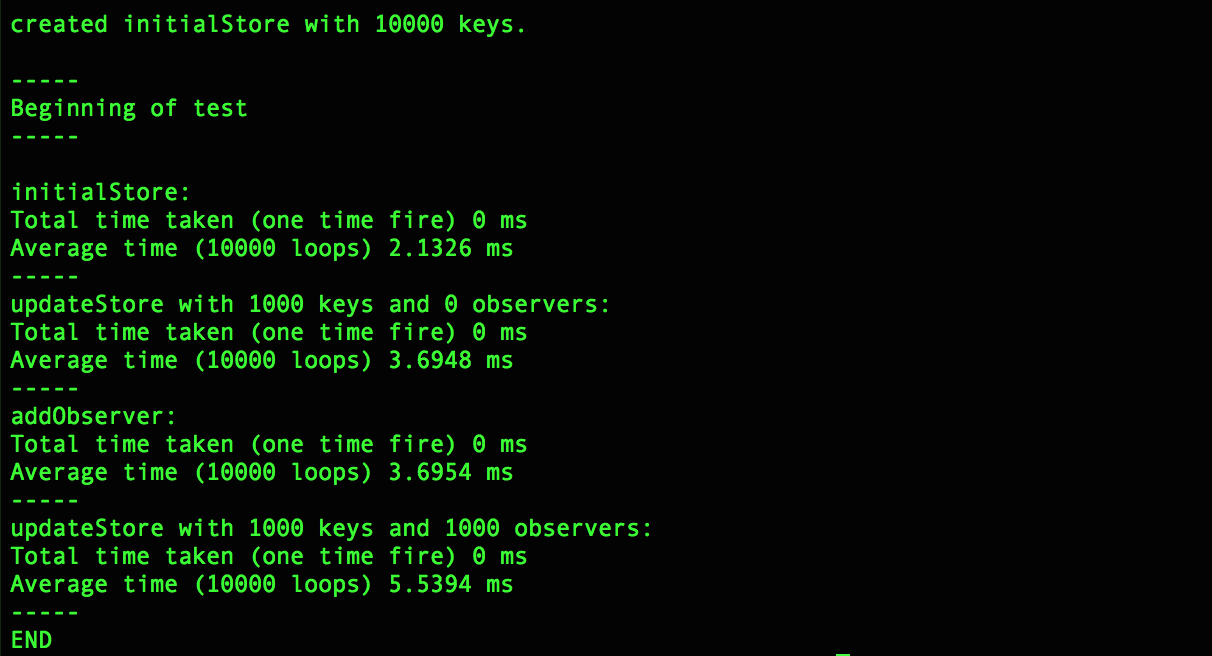 created initialStore with 10000 keys.
-----
Beginning of test
-----
initialStore:
Total time taken (one time fire) 0 ms
Average time (10000 loops) 2.1326 ms
-----
updateStore with 1000 keys and 0 observers:
Total time taken (one time fire) 0 ms
Average time (10000 loops) 3.6948 ms
-----
addObserver:
Total time taken (one time fire) 0 ms
Average time (10000 loops) 3.6954 ms
-----
updateStore with 1000 keys and 1000 observers:
Total time taken (one time fire) 0 ms
Average time (10000 loops) 5.5394 ms
-----
END